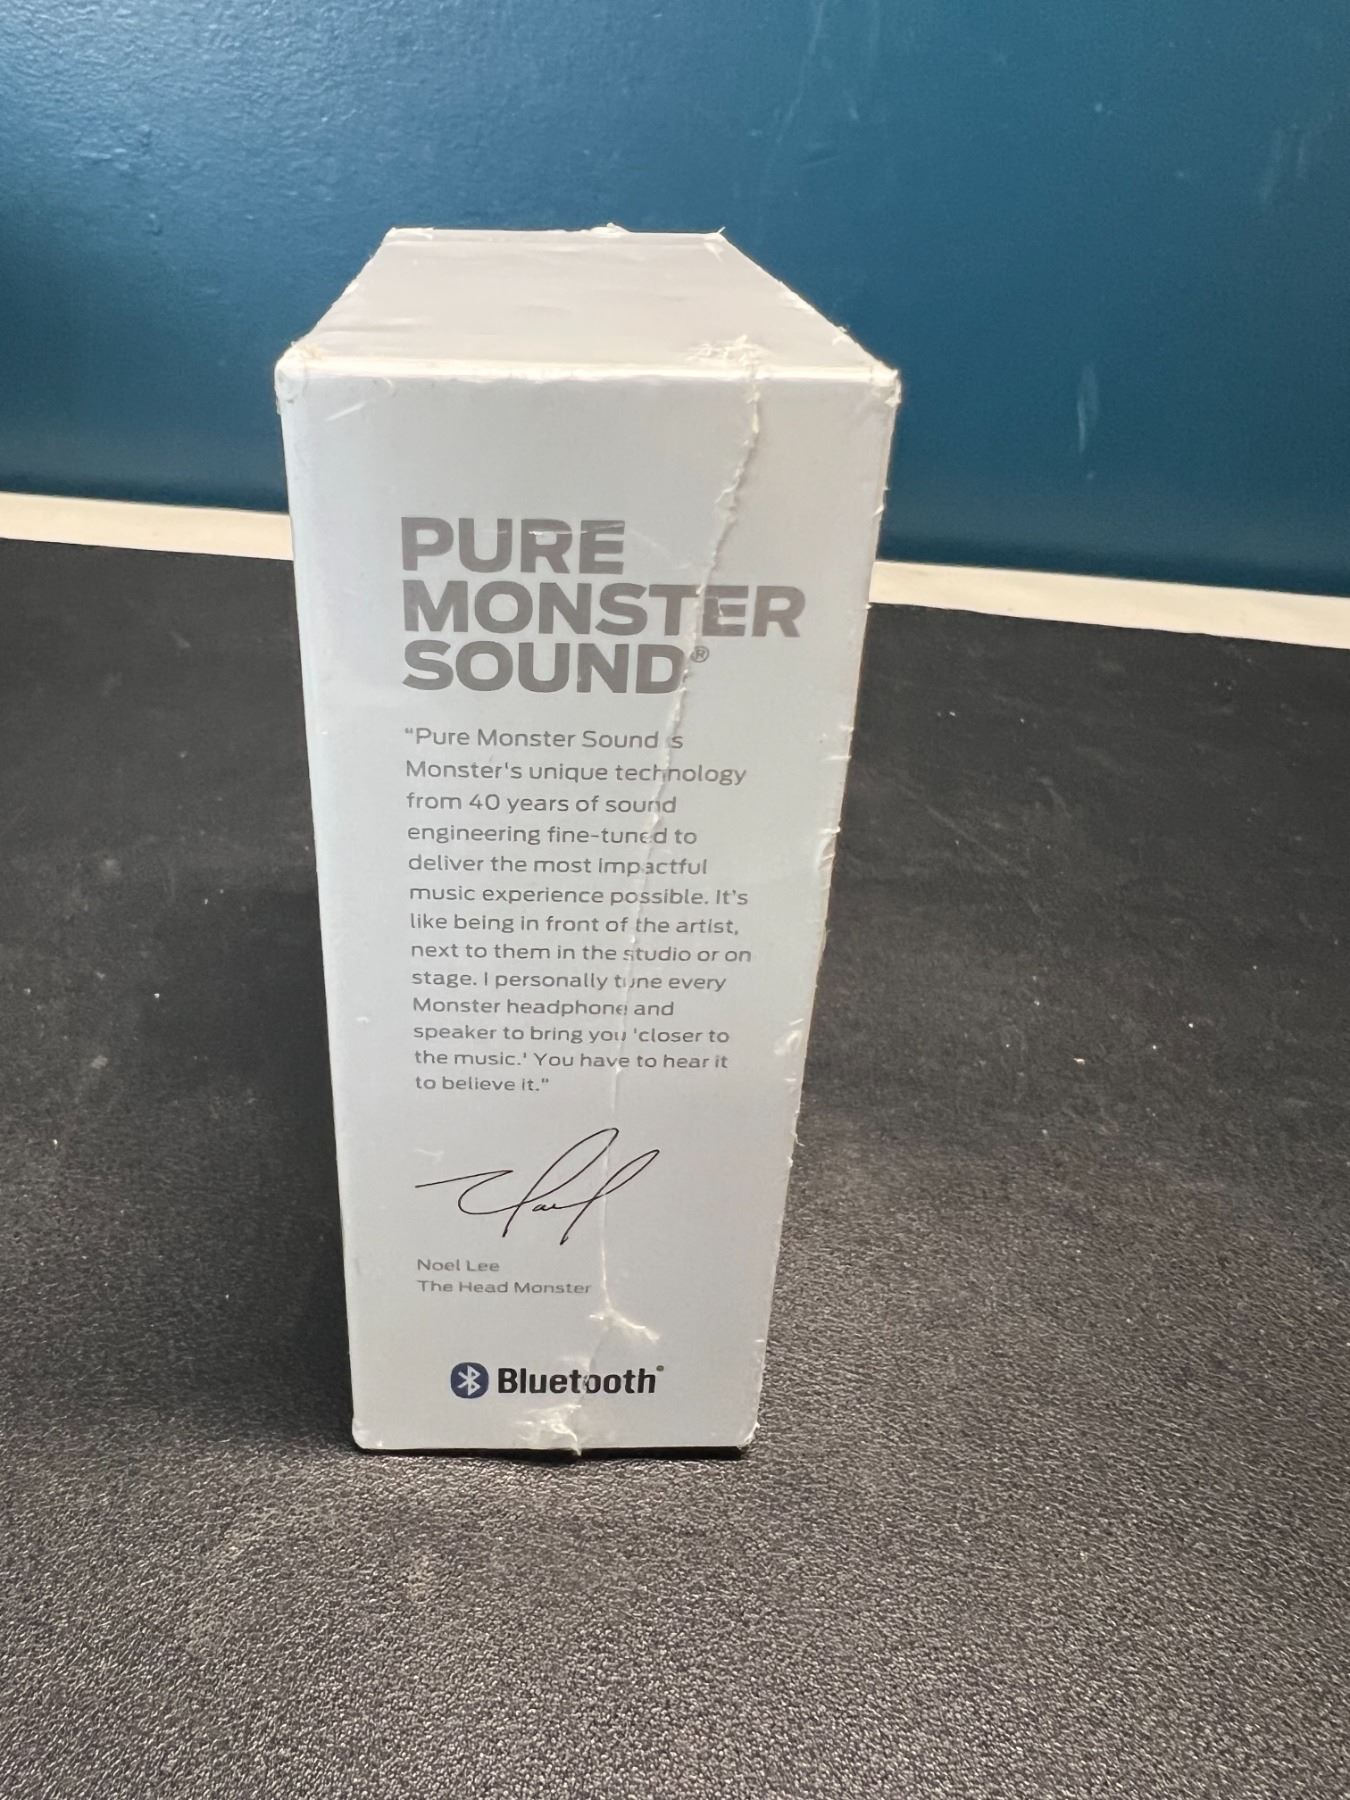 PURE
MONSTER
SOUND®
"Pure Monster Sound is
Monster's unique technology
from 40 years of sound
engineering fine-tuned to
deliver the most impactful
music experience possible. It's
like being in front of the artist,
next to them in the studio or on
stage. I personally tune every
Monster headphone and
speaker to bring you 'closer to
the music.' You have to hear it
to believe it."
Noel
Noel Lee
The Head Monster
Bluetooth®